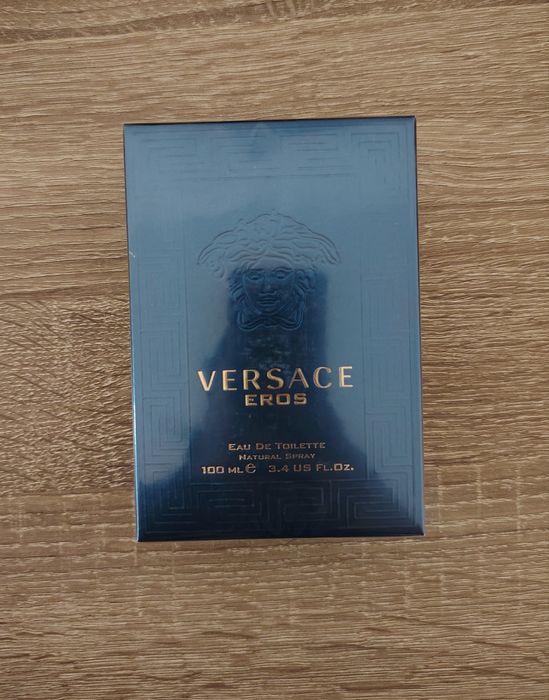 VERSACE
EROS
EAU DE TOILETTE
NATURAL SPRAY
100 ML e 3.4 US FL.OZ.